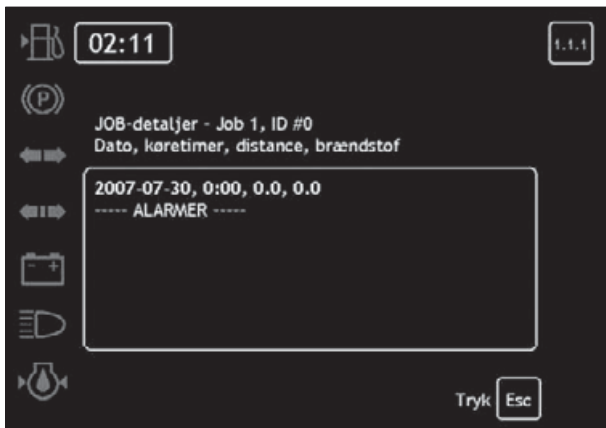 02:11
1.1.1
(P)
JOB-detaljer - Job 1, ID #0
Dato, køretimer, distance, brændstof
2007-07-30, 0:00, 0.0, 0.0
----- ALARMER -----
Tryk Esc